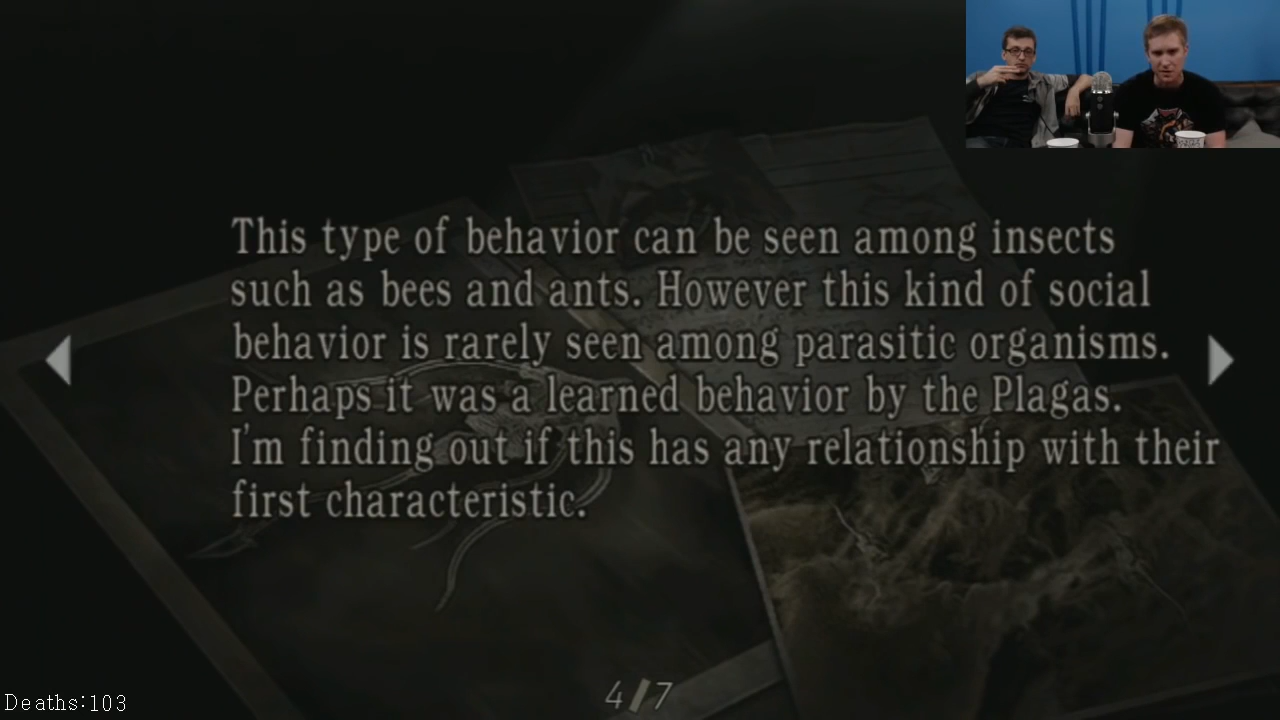 This type of behavior can be seen among insects
such as bees and ants. However this kind of social
behavior is rarely seen among parasitic organisms.
Perhaps it was a learned behavior by the Plagas.
I'm finding out if this has any relationship with their
first characteristic.
4/7
Deaths:103